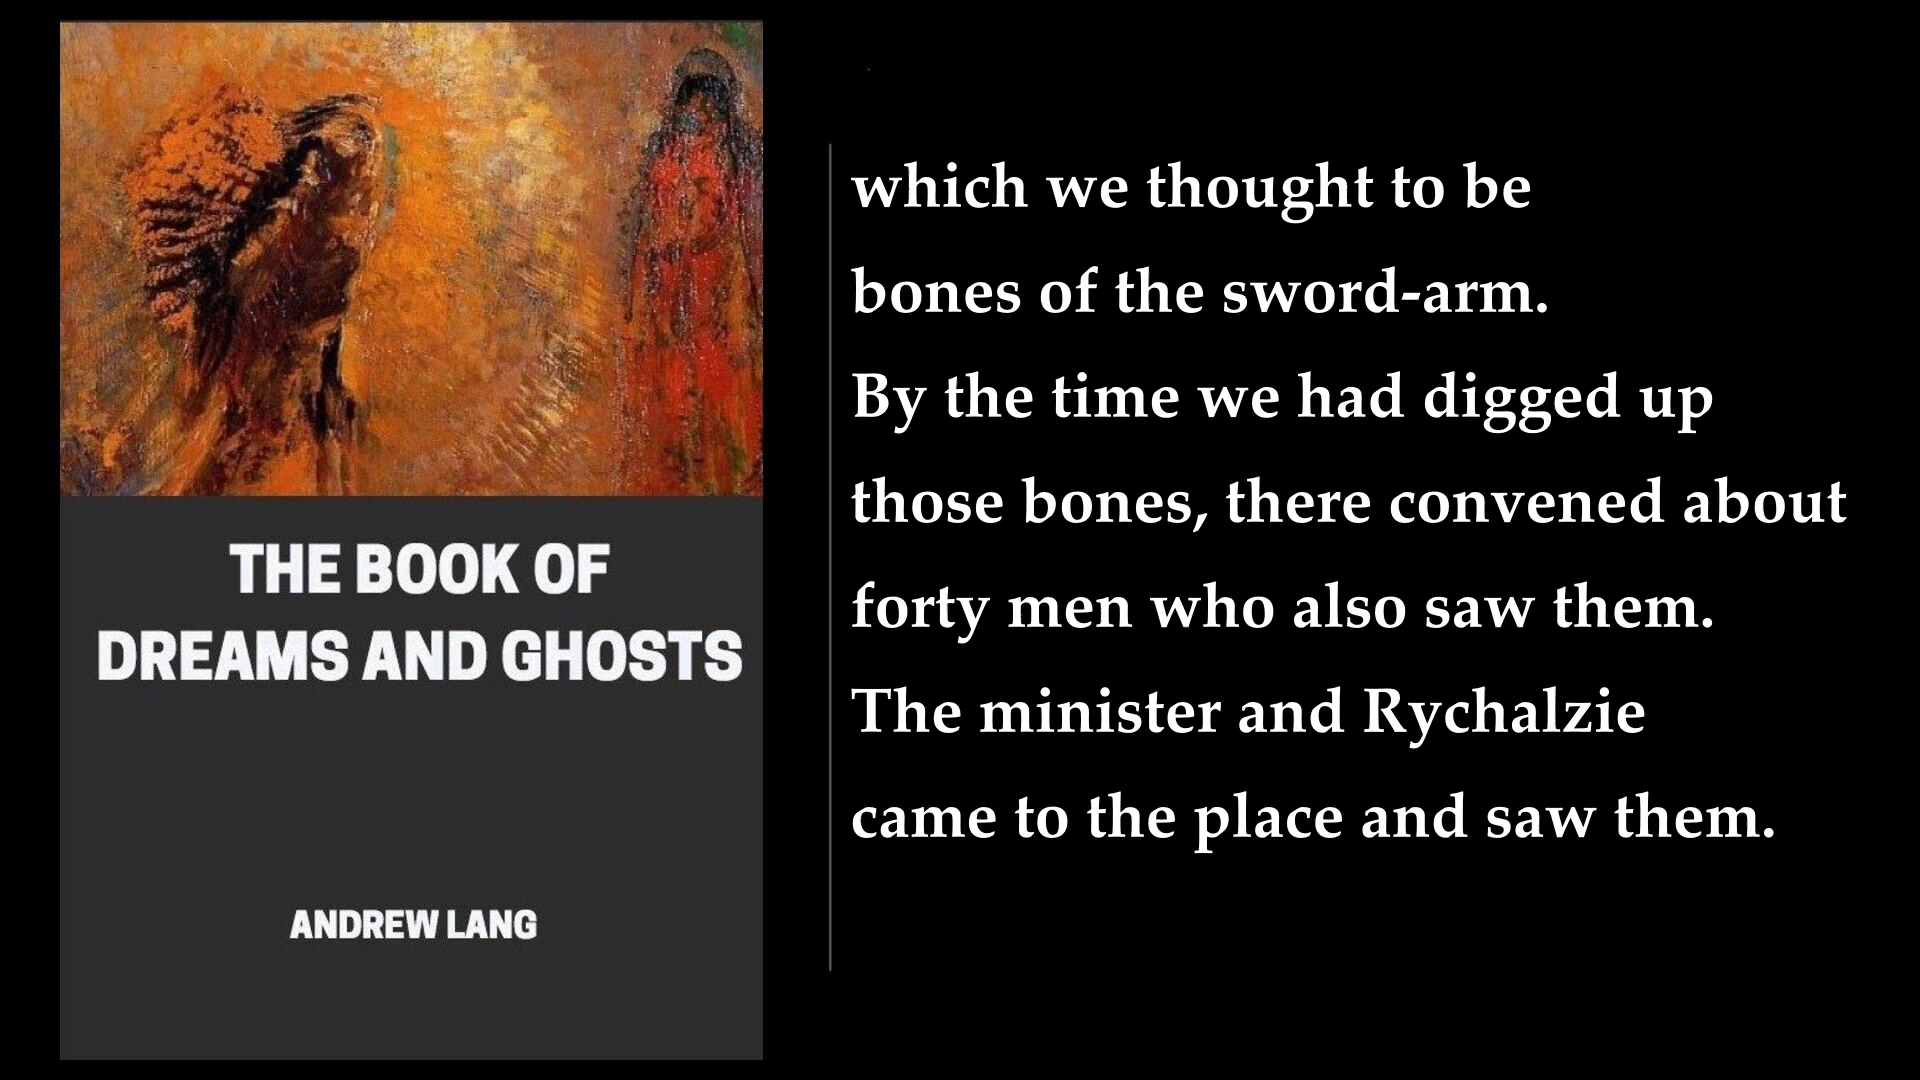 THE BOOK OF
DREAMS AND GHOSTS
ANDREW LANG
which we thought to be
bones of the sword-arm.
By the time we had digged up
those bones, there convened about
forty men who also saw them.
The minister and Rychalzie
came to the place and saw them.